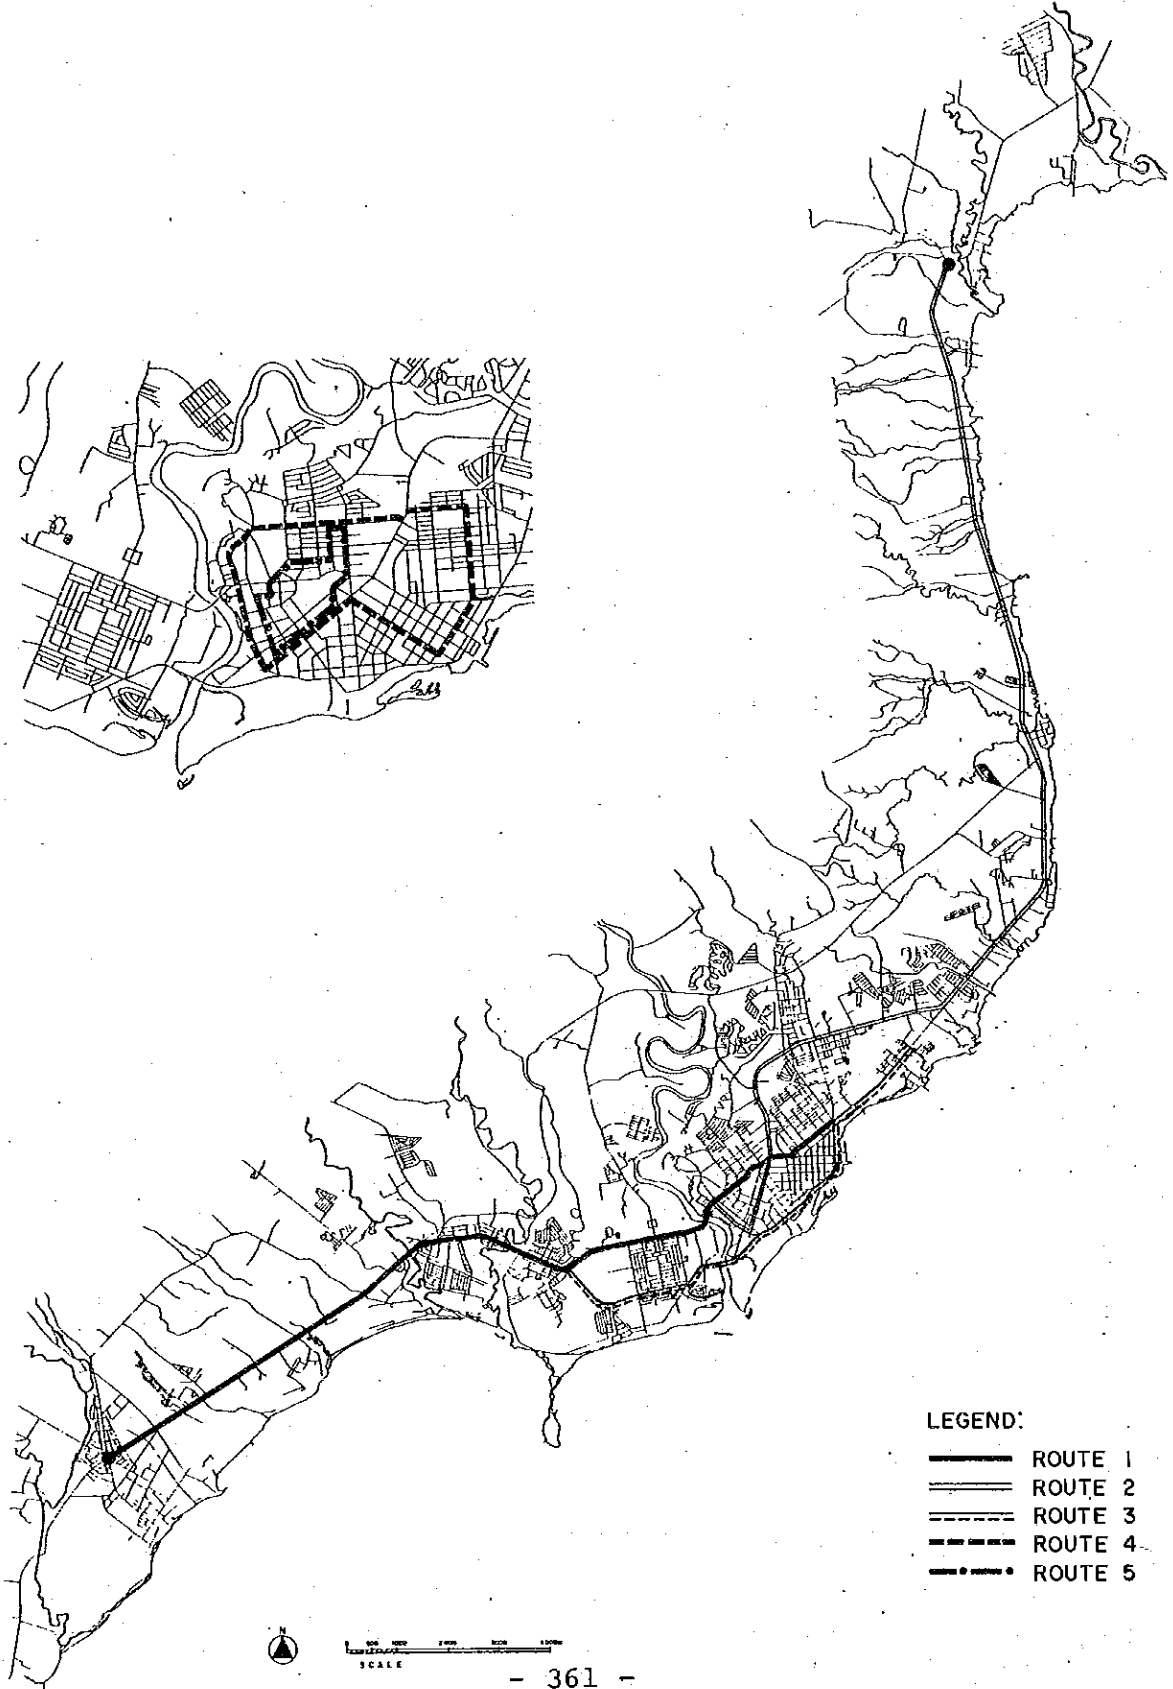 LEGEND:
ROUTE 1
ROUTE 2
ROUTE 3
ROUTE 4
ROUTE 5
N
SCALE
- 361 -